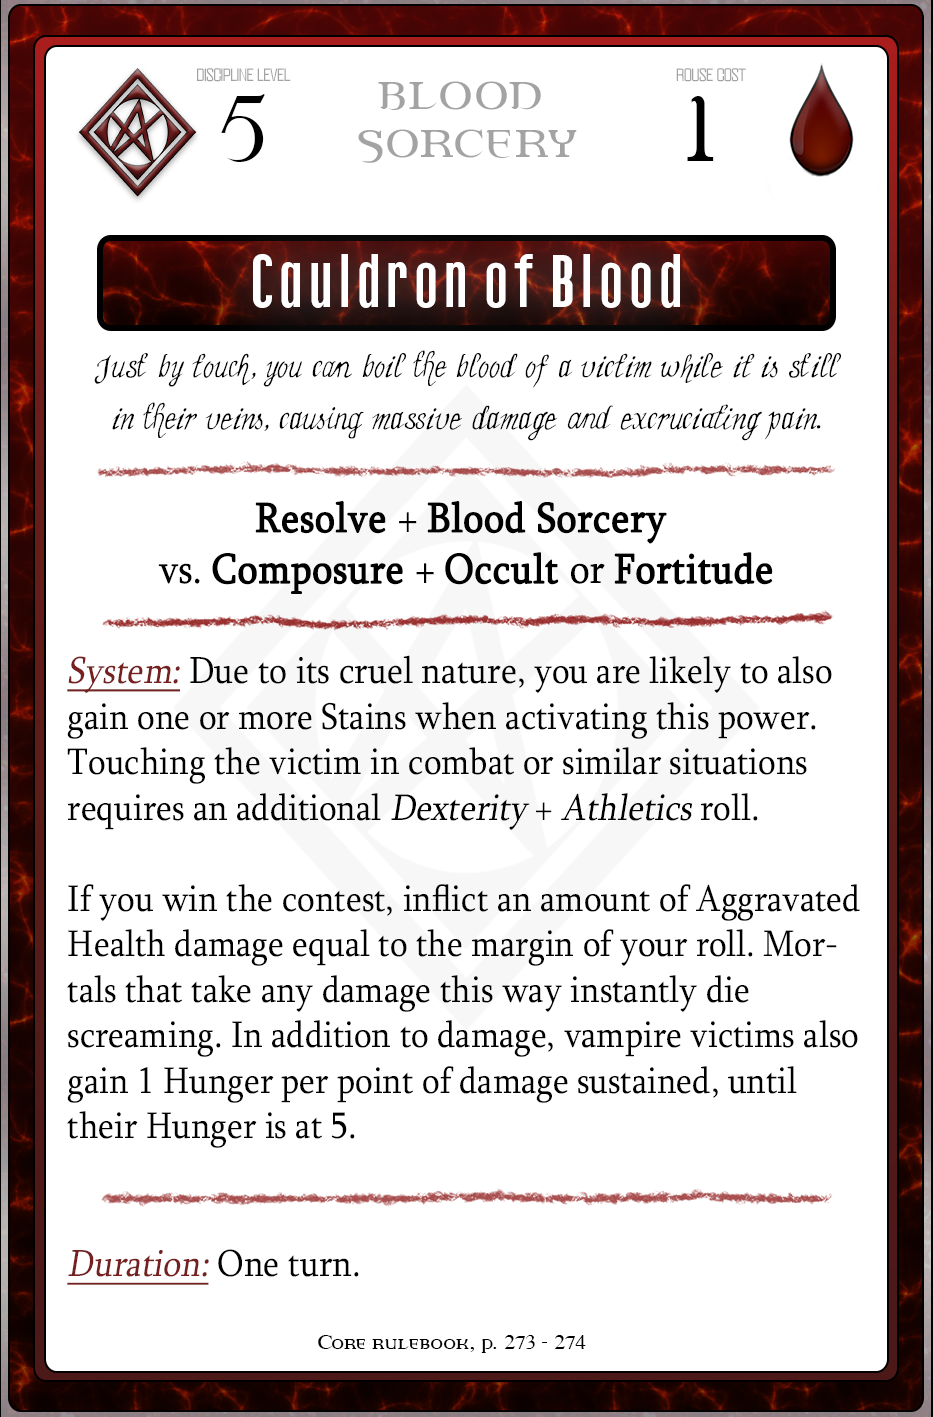 DISCIPLINE LEVEL
5
BLOOD
SORCERY
ROUSE COST
1
Cauldron of Blood
Just by touch, you can boil the blood of a victim while it is still
in their veins, causing massive damage and excruciating pain.
Resolve + Blood Sorcery
vs. Composure + Occult or Fortitude
System: Due to its cruel nature, you are likely to also
gain one or more Stains when activating this power.
Touching the victim in combat or similar situations
requires an additional Dexterity + Athletics roll.
If you win the contest, inflict an amount of Aggravated
Health damage equal to the margin of your roll. Mor-
tals that take any damage this way instantly die
screaming. In addition to damage, vampire victims also
gain 1 Hunger per point of damage sustained, until
their Hunger is at 5.
Duration: One turn.
Core rulebook, p. 273 - 274